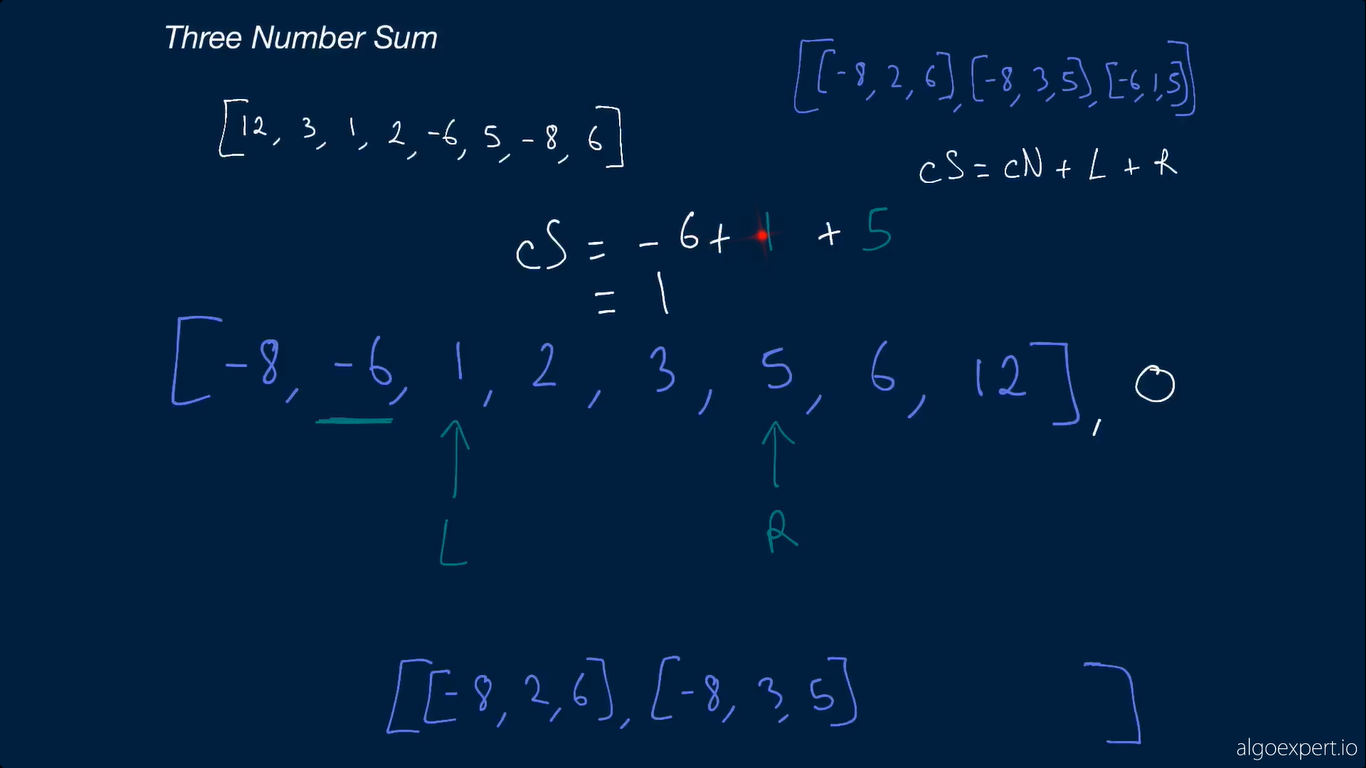 Three Number Sum
[[-8, 2, 6], [-8, 3, 5], [-6, 1, 5]]
[12, 3, 1, 2, -6, 5, -8, 6]
cS = cN + L + R
cS = -6 + 1 + 5
= 1
[-8, -6, 1, 2, 3, 5, 6, 12], 0
L R
[[-8, 2, 6], [-8, 3, 5] ]
algoexpert.io